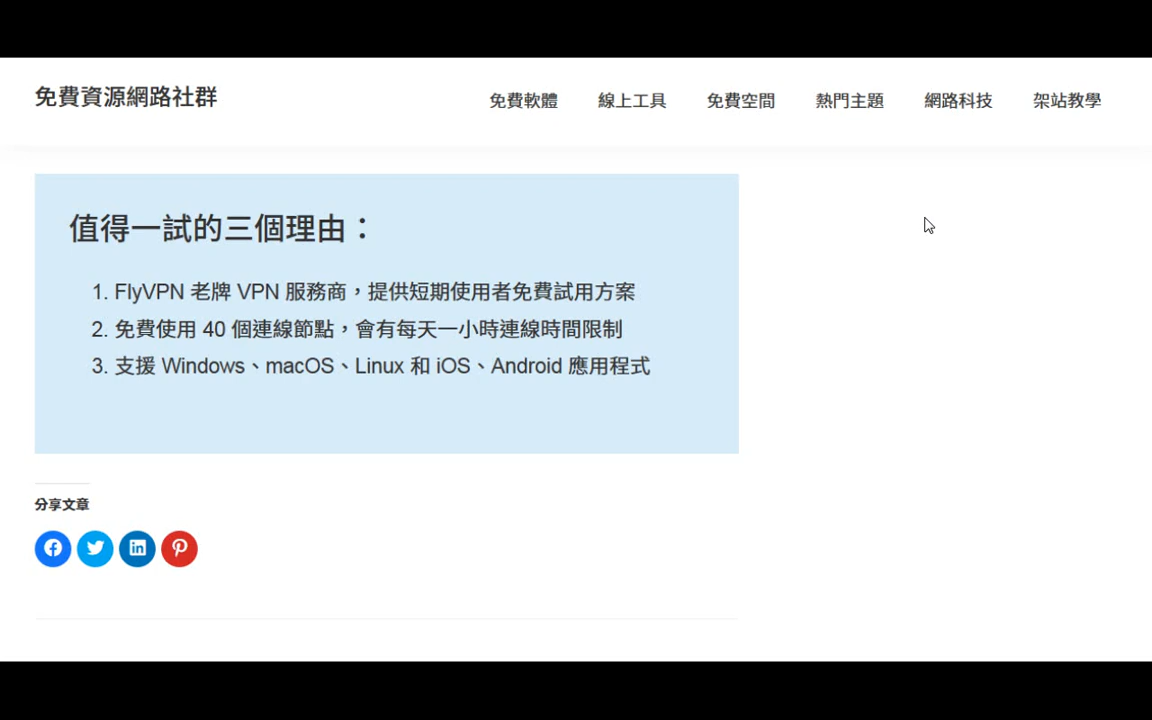 免費資源網路社群
免費軟體 線上工具 免費空間 熱門主題 網路科技 架站教學
值得一試的三個理由：
1. FlyVPN 老牌 VPN 服務商，提供短期使用者免費試用方案
2. 免費使用 40 個連線節點，會有每天一小時連線時間限制
3. 支援 Windows、macOS、Linux 和 iOS、Android 應用程式
分享文章